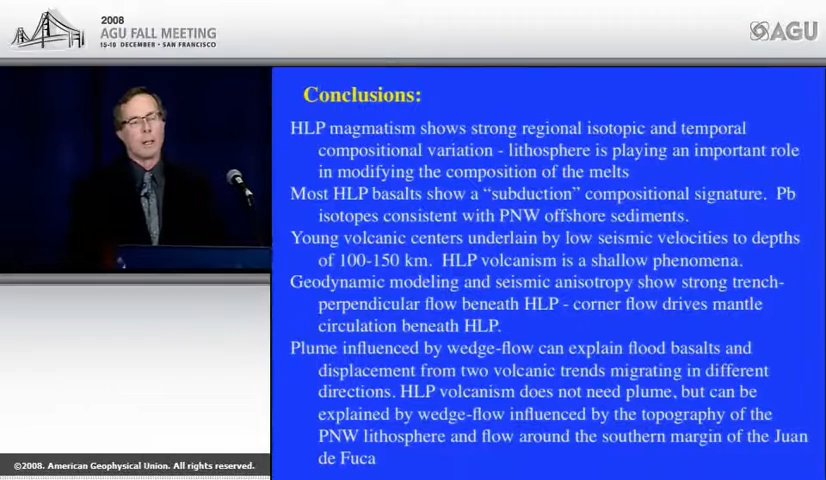 2008
AGU FALL MEETING
15-19 DECEMBER • SAN FRANCISCO
AGU
Conclusions:
HLP magmatism shows strong regional isotopic and temporal
compositional variation - lithosphere is playing an important role
in modifying the composition of the melts
Most HLP basalts show a “subduction” compositional signature. Pb
isotopes consistent with PNW offshore sediments.
Young volcanic centers underlain by low seismic velocities to depths
of 100-150 km. HLP volcanism is a shallow phenomena.
Geodynamic modeling and seismic anisotropy show strong trench-
perpendicular flow beneath HLP - corner flow drives mantle
circulation beneath HLP.
Plume influenced by wedge-flow can explain flood basalts and
displacement from two volcanic trends migrating in different
directions. HLP volcanism does not need plume, but can be
explained by wedge-flow influenced by the topography of the
PNW lithosphere and flow around the southern margin of the Juan
de Fuca
©2008. American Geophysical Union. All rights reserved.